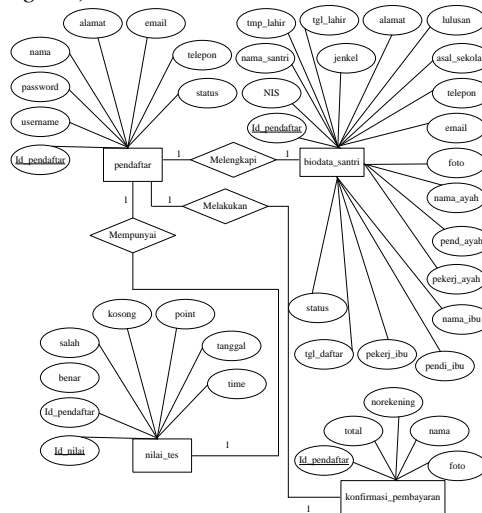 alamat
email
nama
telepon
password
status
username
Id_pendaftar
pendaftar
1
Melengkapi
1
biodata_santri
tmp_lahir
tgl_lahir
alamat
lulusan
nama_santri
jenkel
asal_sekola
NIS
telepon
Id_pendaftar
email
foto
nama_ayah
pend_ayah
pekerj_ayah
nama_ibu
pendi_ibu
pekerj_ibu
tgl_daftar
status
1
Melakukan
1
Mempunyai
kosong
point
salah
tanggal
benar
time
Id_pendaftar
Id_nilai
nilai_tes
1
norekening
total
nama
Id_pendaftar
foto
konfirmasi_pembayaran
1